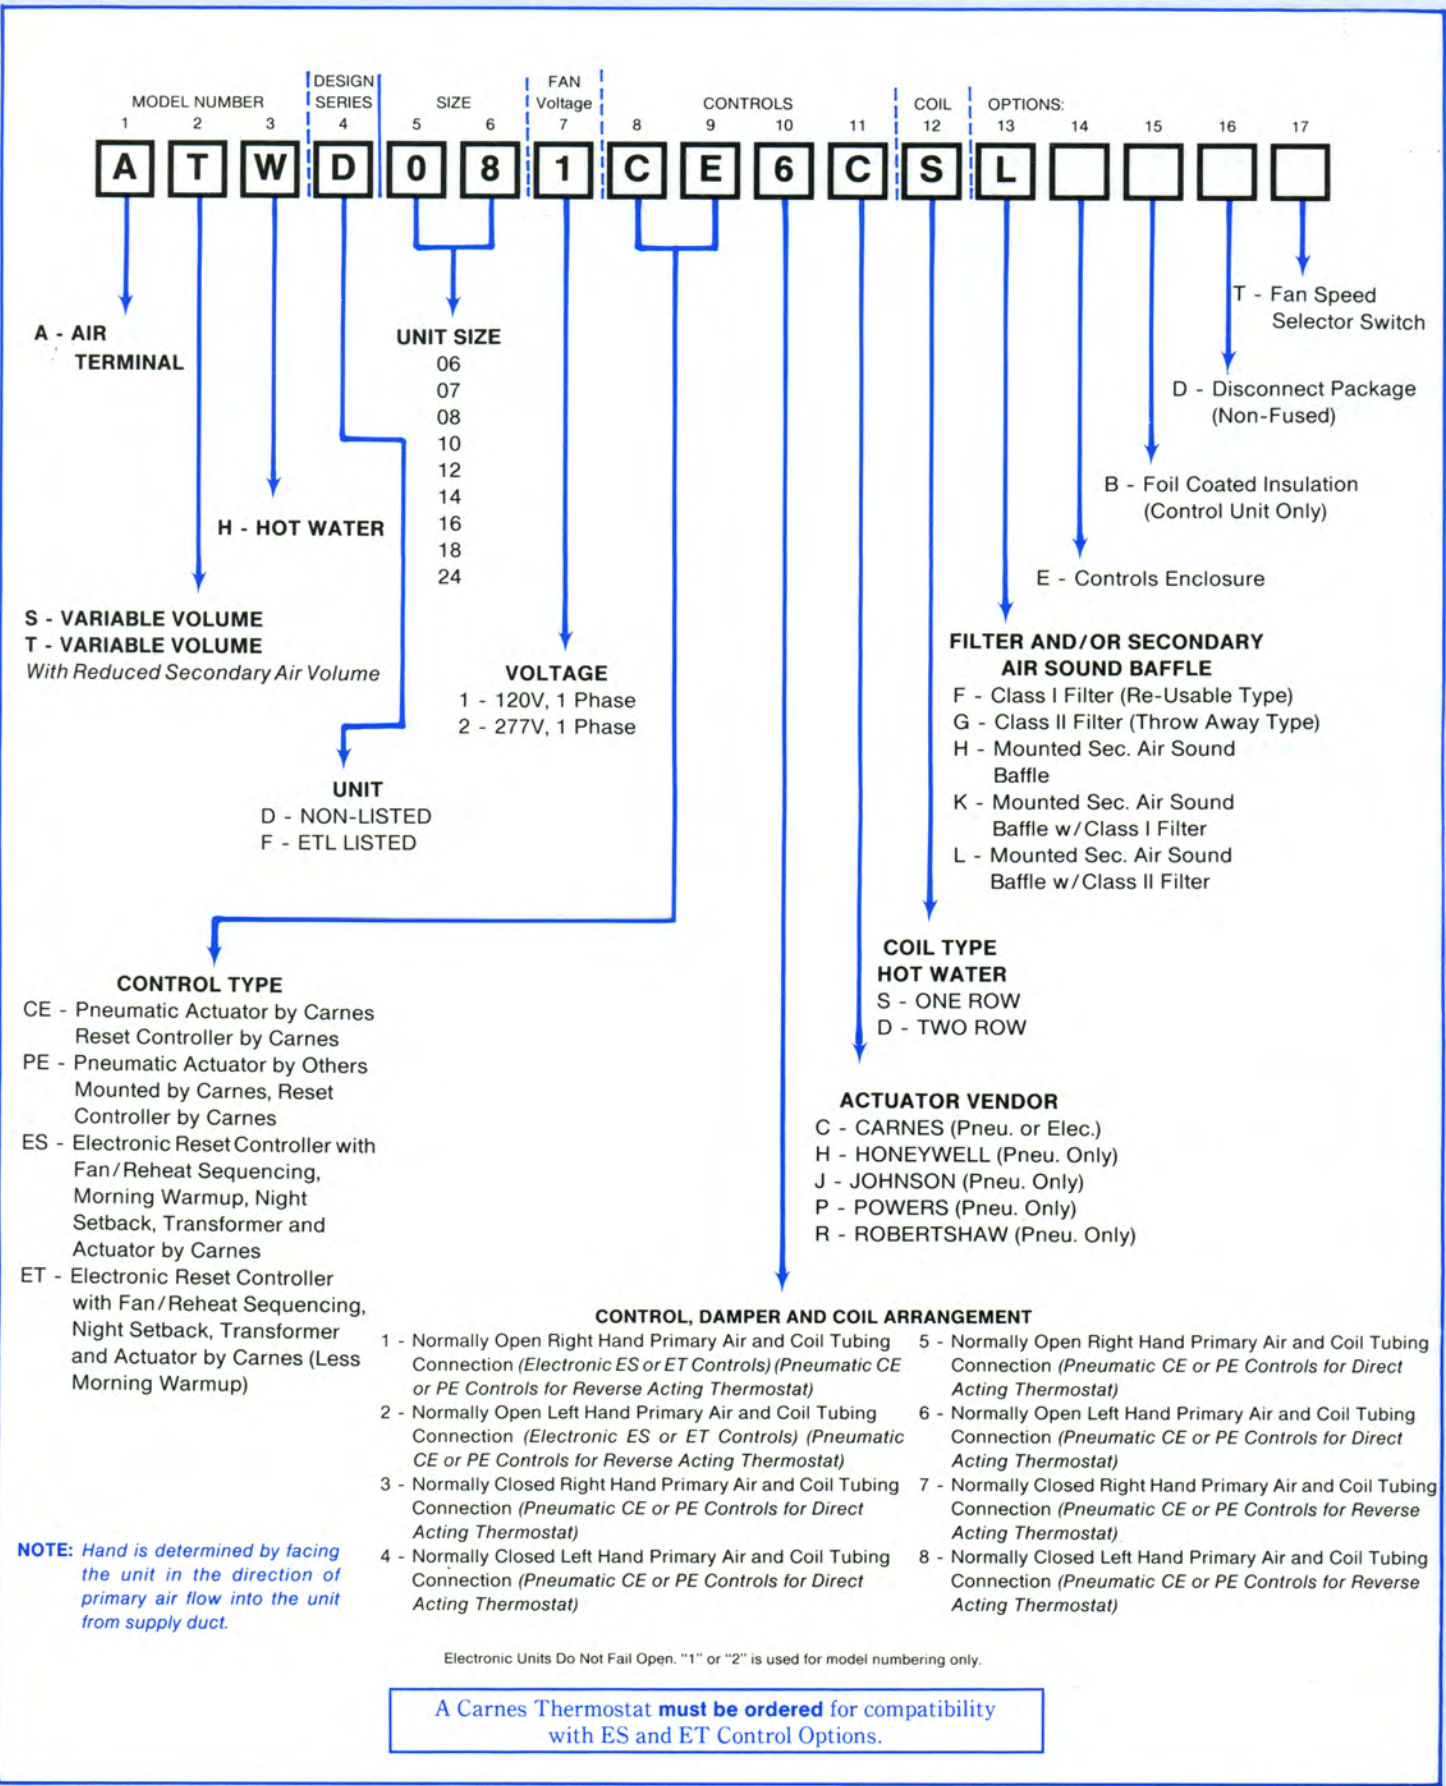 DESIGN
FAN
MODEL NUMBER SERIES SIZE Voltage CONTROLS COIL OPTIONS:
1 2 3 4 5 6 7 8 9 10 11 12 13 14 15 16 17
A T W D 0 8 1 C E 6 C S L
T - Fan Speed
Selector Switch
A - AIR
TERMINAL
UNIT SIZE
06
07
08
10
12
14
16
18
24
D - Disconnect Package
(Non-Fused)
B - Foil Coated Insulation
(Control Unit Only)
H - HOT WATER
E - Controls Enclosure
S - VARIABLE VOLUME
T - VARIABLE VOLUME
With Reduced Secondary Air Volume
VOLTAGE
1 - 120V, 1 Phase
2 - 277V, 1 Phase
FILTER AND/OR SECONDARY
AIR SOUND BAFFLE
F - Class I Filter (Re-Usable Type)
G - Class II Filter (Throw Away Type)
H - Mounted Sec. Air Sound
Baffle
K - Mounted Sec. Air Sound
Baffle w/Class I Filter
L - Mounted Sec. Air Sound
Baffle w/Class II Filter
UNIT
D - NON-LISTED
F - ETL LISTED
COIL TYPE
HOT WATER
S - ONE ROW
D - TWO ROW
CONTROL TYPE
CE - Pneumatic Actuator by Carnes
Reset Controller by Carnes
PE - Pneumatic Actuator by Others
Mounted by Carnes, Reset
Controller by Carnes
ES - Electronic Reset Controller with
Fan/Reheat Sequencing,
Morning Warmup, Night
Setback, Transformer and
Actuator by Carnes
ET - Electronic Reset Controller
with Fan/Reheat Sequencing,
Night Setback, Transformer
and Actuator by Carnes (Less
Morning Warmup)
ACTUATOR VENDOR
C - CARNES (Pneu. or Elec.)
H - HONEYWELL (Pneu. Only)
J - JOHNSON (Pneu. Only)
P - POWERS (Pneu. Only)
R - ROBERTSHAW (Pneu. Only)
CONTROL, DAMPER AND COIL ARRANGEMENT
1 - Normally Open Right Hand Primary Air and Coil Tubing
Connection (Electronic ES or ET Controls) (Pneumatic CE
or PE Controls for Reverse Acting Thermostat)
2 - Normally Open Left Hand Primary Air and Coil Tubing
Connection (Electronic ES or ET Controls) (Pneumatic
CE or PE Controls for Reverse Acting Thermostat)
3 - Normally Closed Right Hand Primary Air and Coil Tubing
Connection (Pneumatic CE or PE Controls for Direct
Acting Thermostat)
4 - Normally Closed Left Hand Primary Air and Coil Tubing
Connection (Pneumatic CE or PE Controls for Direct
Acting Thermostat)
5 - Normally Open Right Hand Primary Air and Coil Tubing
Connection (Pneumatic CE or PE Controls for Direct
Acting Thermostat)
6 - Normally Open Left Hand Primary Air and Coil Tubing
Connection (Pneumatic CE or PE Controls for Direct
Acting Thermostat)
7 - Normally Closed Right Hand Primary Air and Coil Tubing
Connection (Pneumatic CE or PE Controls for Reverse
Acting Thermostat)
8 - Normally Closed Left Hand Primary Air and Coil Tubing
Connection (Pneumatic CE or PE Controls for Reverse
Acting Thermostat)
NOTE: Hand is determined by facing
the unit in the direction of
primary air flow into the unit
from supply duct.
Electronic Units Do Not Fail Open. "1" or "2" is used for model numbering only.
A Carnes Thermostat must be ordered for compatibility
with ES and ET Control Options.